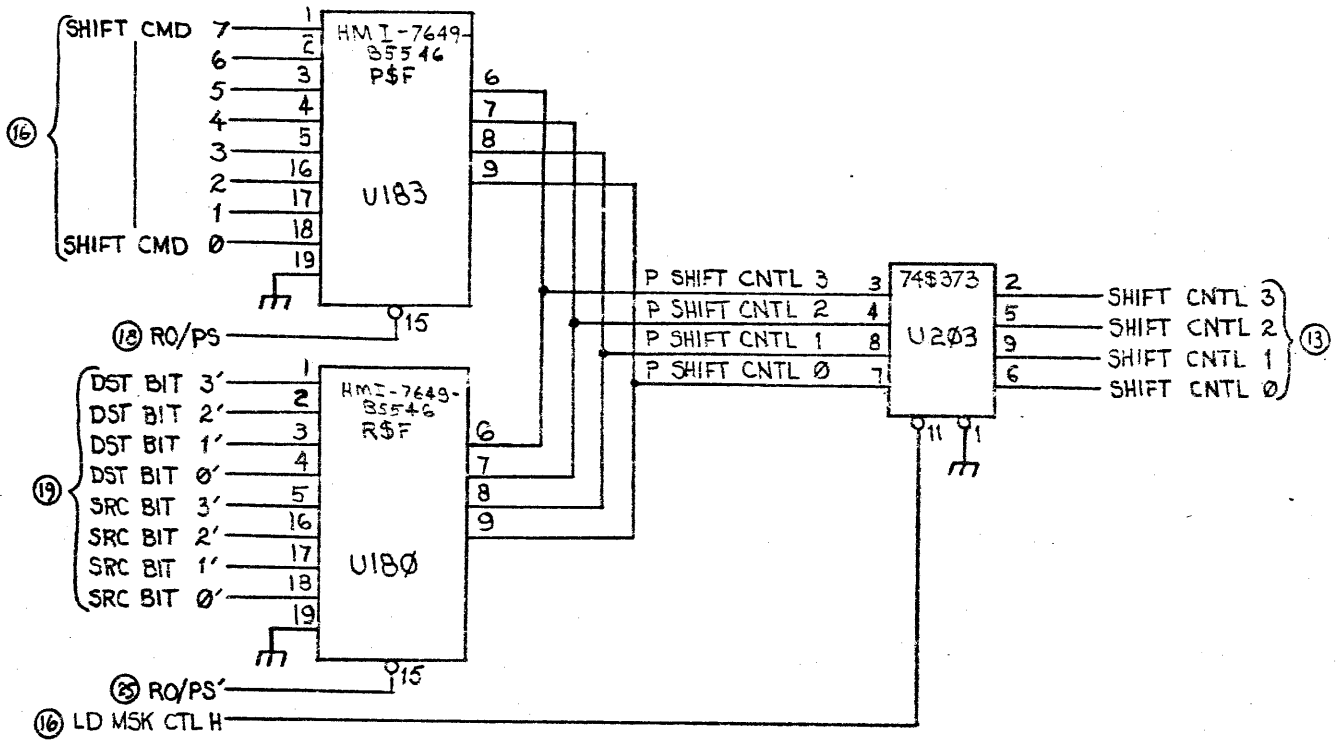 SHIFT CMD 7 1
6 2
5 3
4 4
3 5
2 16
1 17
SHIFT CMD Ø 18
19
16
HM1-7649-
B5546
P$F
U183
6
7
8
9
15
18 RO/PS
DST BIT 3' 1
DST BIT 2' 2
DST BIT 1' 3
DST BIT Ø' 4
SRC BIT 3' 5
SRC BIT 2' 16
SRC BIT 1' 17
SRC BIT Ø' 18
19
19
HM1-7649-
B5546
R$F
U18Ø
6
7
8
9
15
25 RO/PS'
16 LD MSK CTL H
P SHIFT CNTL 3 3
P SHIFT CNTL 2 4
P SHIFT CNTL 1 8
P SHIFT CNTL Ø 7
74S373
U2Ø3
11 1
2 SHIFT CNTL 3
5 SHIFT CNTL 2
9 SHIFT CNTL 1
6 SHIFT CNTL Ø
13